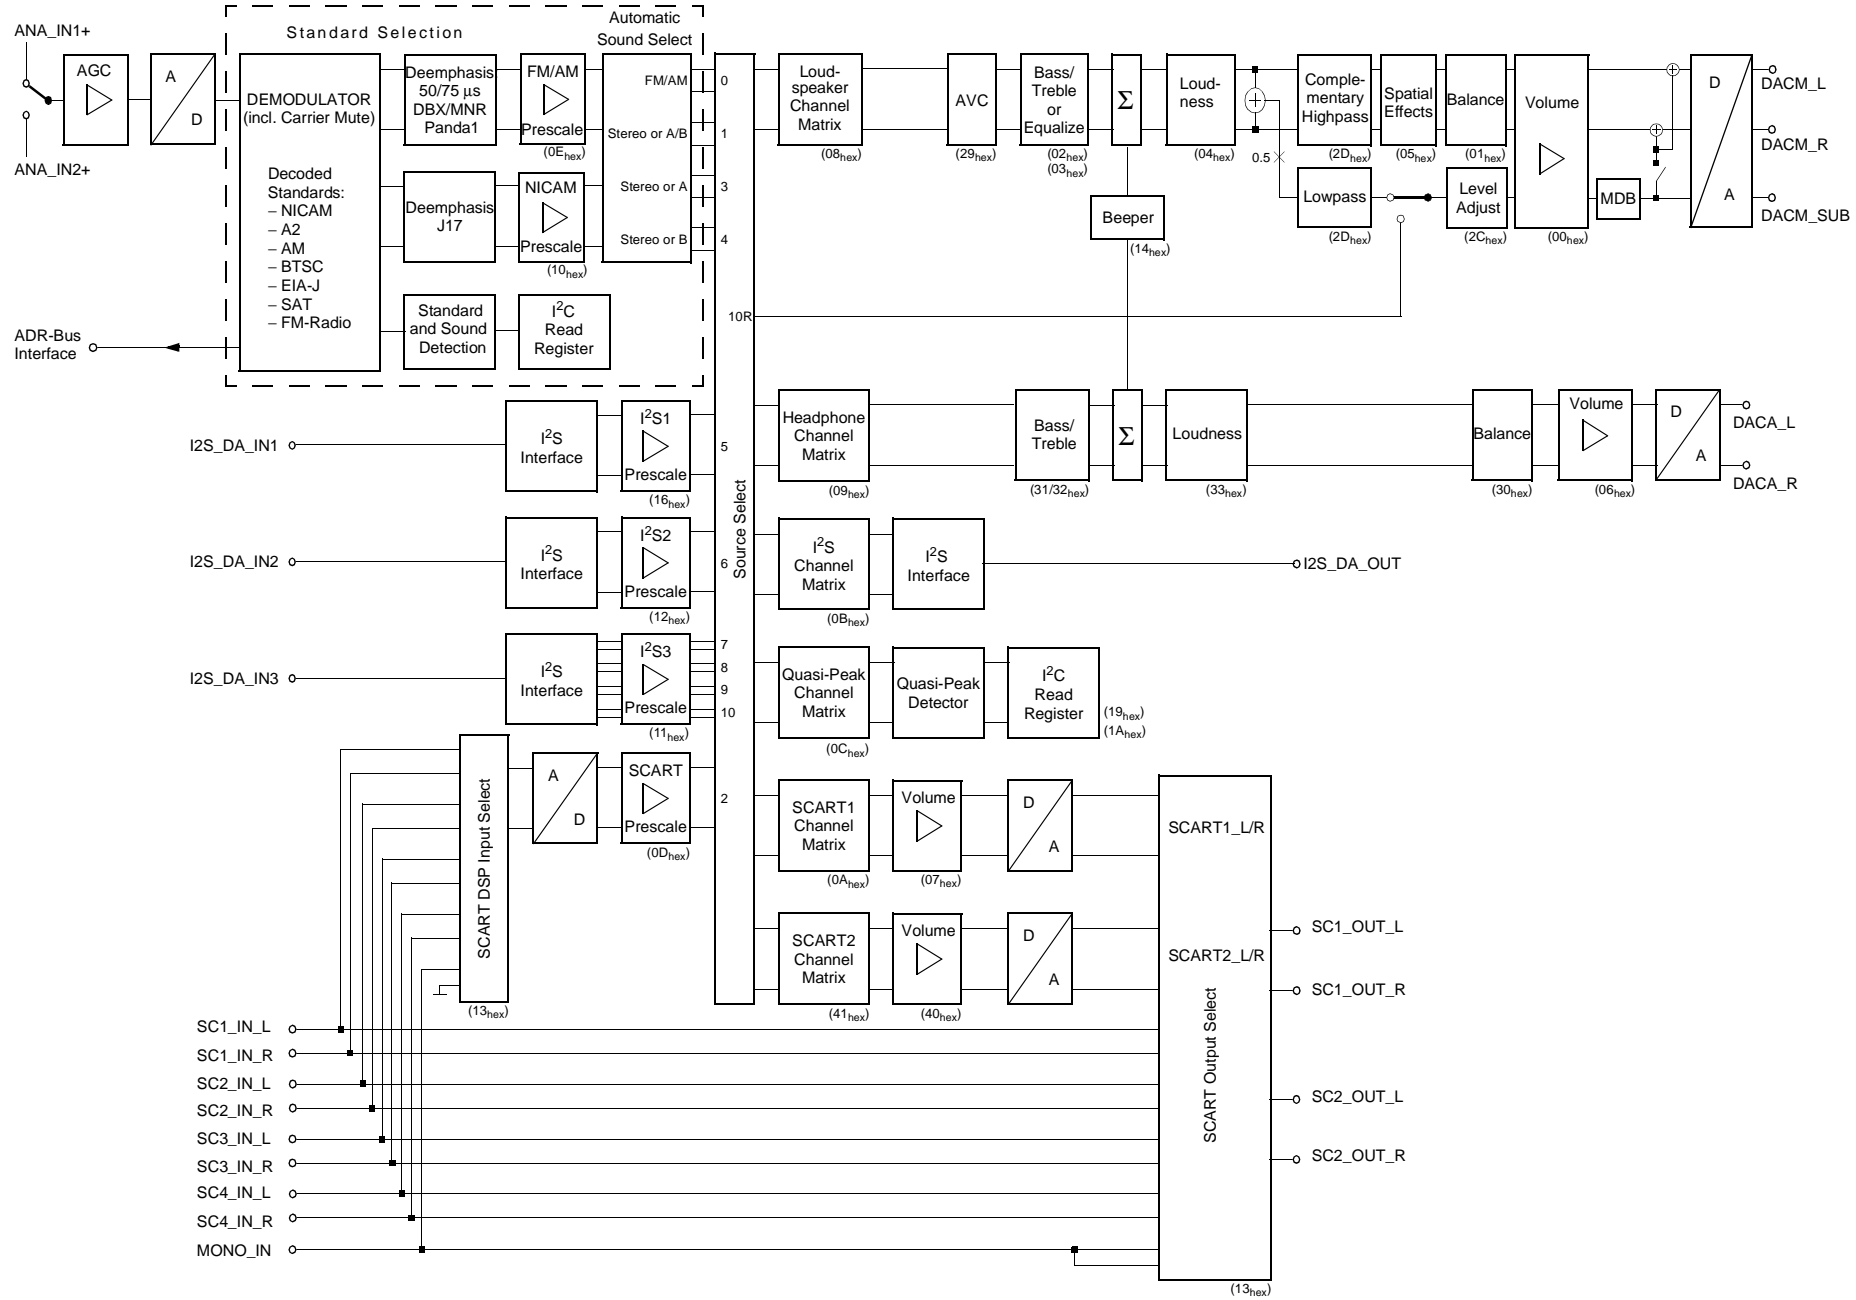 ANA_IN1+
ANA_IN2+
AGC
A
D
Standard Selection
Automatic
Sound Select
DEMODULATOR
(incl. Carrier Mute)
Decoded
Standards:
– NICAM
– A2
– AM
– BTSC
– EIA-J
– SAT
– FM-Radio
Deemphasis
50/75 µs
DBX/MNR
Panda1
FM/AM
Prescale
(0Ehex)
Deemphasis
J17
NICAM
Prescale
(10hex)
Standard
and Sound
Detection
I2C
Read
Register
FM/AM
Stereo or A/B
Stereo or A
Stereo or B
ADR-Bus
Interface
0
1
3
4
10R
5
6
7
8
9
10
2
Source Select
Loud-
speaker
Channel
Matrix
(08hex)
AVC
(29hex)
Bass/
Treble
or
Equalize
(02hex)
(03hex)
Σ
Beeper
(14hex)
Loud-
ness
(04hex)
0.5
Comple-
mentary
Highpass
(2Dhex)
Spatial
Effects
(05hex)
Balance
(01hex)
Lowpass
(2Dhex)
Level
Adjust
(2Chex)
Volume
(00hex)
MDB
D
A
DACM_L
DACM_R
DACM_SUB
Headphone
Channel
Matrix
(09hex)
Bass/
Treble
(31/32hex)
Σ
Loudness
(33hex)
Balance
(30hex)
Volume
(06hex)
D
A
DACA_L
DACA_R
I2S_DA_IN1
I2S
Interface
I2S1
Prescale
(16hex)
I2S_DA_IN2
I2S
Interface
I2S2
Prescale
(12hex)
I2S
Channel
Matrix
(0Bhex)
I2S
Interface
I2S_DA_OUT
I2S_DA_IN3
I2S
Interface
I2S3
Prescale
(11hex)
Quasi-Peak
Channel
Matrix
(0Chex)
Quasi-Peak
Detector
I2C
Read
Register
(19hex)
(1Ahex)
SCART DSP Input Select
(13hex)
A
D
SCART
Prescale
(0Dhex)
SCART1
Channel
Matrix
(0Ahex)
Volume
(07hex)
D
A
SCART1_L/R
SCART2
Channel
Matrix
(41hex)
Volume
(40hex)
D
A
SCART2_L/R
SCART Output Select
(13hex)
SC1_OUT_L
SC1_OUT_R
SC2_OUT_L
SC2_OUT_R
SC1_IN_L
SC1_IN_R
SC2_IN_L
SC2_IN_R
SC3_IN_L
SC3_IN_R
SC4_IN_L
SC4_IN_R
MONO_IN